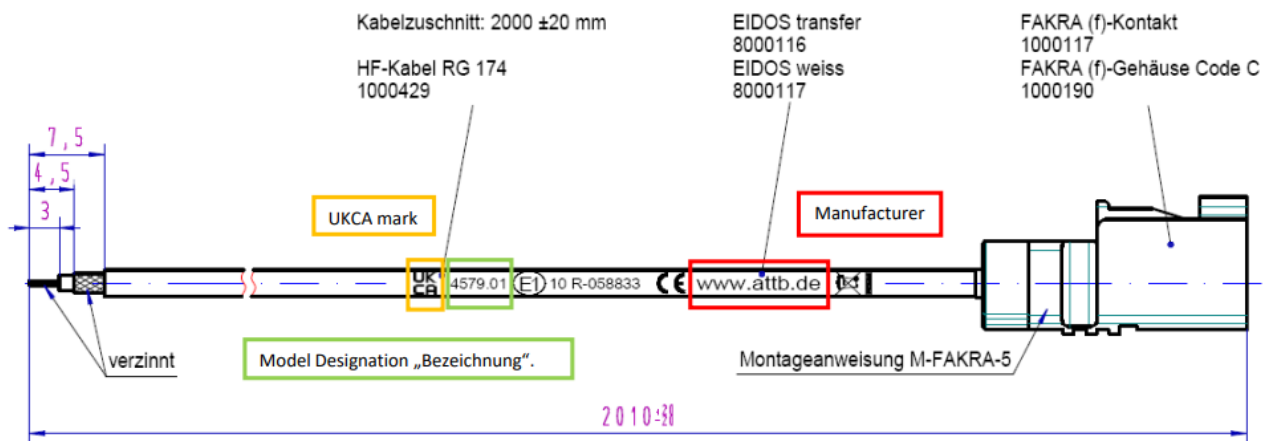 Kabelzuschnitt: 2000 ±20 mm
HF-Kabel RG 174
1000429
EIDOS transfer
8000116
EIDOS weiss
8000117
FAKRA (f)-Kontakt
1000117
FAKRA (f)-Gehäuse Code C
1000190
7,5
4,5
3
UKCA mark
Manufacturer
UK
CA
4579.01
E1
10 R-058833
CE
www.attb.de
verzinnt
Model Designation „Bezeichnung“.
Montageanweisung M-FAKRA-5
2010